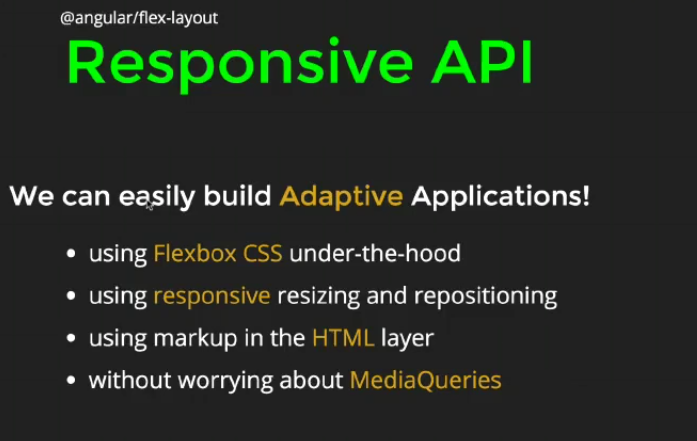 @angular/flex-layout
Responsive API
We can easily build Adaptive Applications!
• using Flexbox CSS under-the-hood
• using responsive resizing and repositioning
• using markup in the HTML layer
• without worrying about MediaQueries